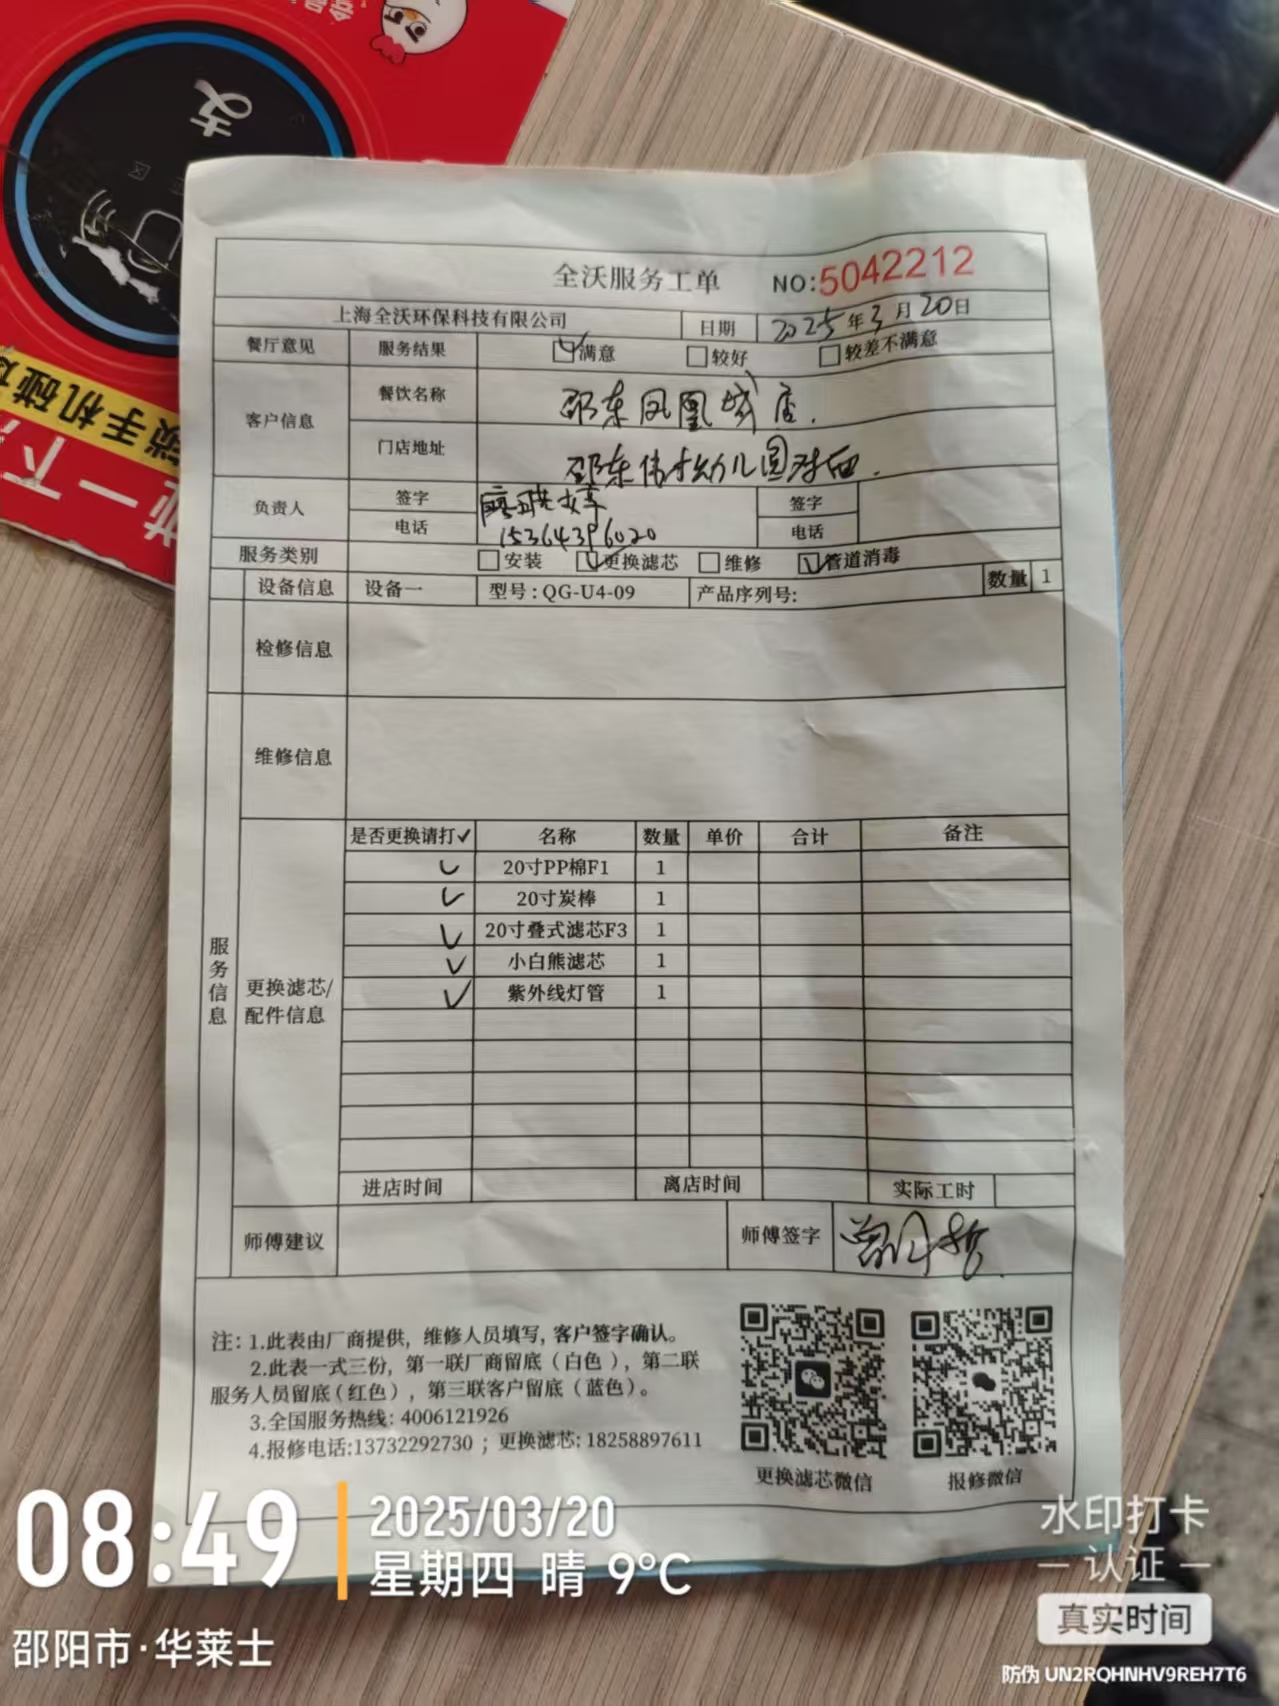 支
全沃服务工单 NO:5042212
上海全沃环保科技有限公司 日期 2025年3月20日
餐厅意见 服务结果 满意 较好 较差不满意
客户信息 餐饮名称 邵东凤凰城店.
门店地址 邵东伟才幼儿园对面.
负责人 签字 签字
电话 15364396020 电话
服务类别 安装 更换滤芯 维修 管道消毒
设备信息 设备一 型号:QG-U4-09 产品序列号: 数量 1
检修信息
维修信息
服务信息
更换滤芯/
配件信息
是否更换请打✓ 名称 数量 单价 合计 备注
✓ 20寸PP棉F1 1
✓ 20寸炭棒 1
✓ 20寸叠式滤芯F3 1
✓ 小白熊滤芯 1
✓ 紫外线灯管 1
进店时间 离店时间 实际工时
师傅建议 师傅签字
注: 1.此表由厂商提供, 维修人员填写, 客户签字确认。
2.此表一式三份, 第一联厂商留底 (白色), 第二联
服务人员留底 (红色), 第三联客户留底 (蓝色)。
3.全国服务热线: 4006121926
4.报修电话:13732292730 ; 更换滤芯: 18258897611
更换滤芯微信 报修微信
08:49
2025/03/20
星期四 晴 9°C
邵阳市·华莱士
水印打卡
认证
真实时间
防伪 UN2RQHNHV9REH7T6